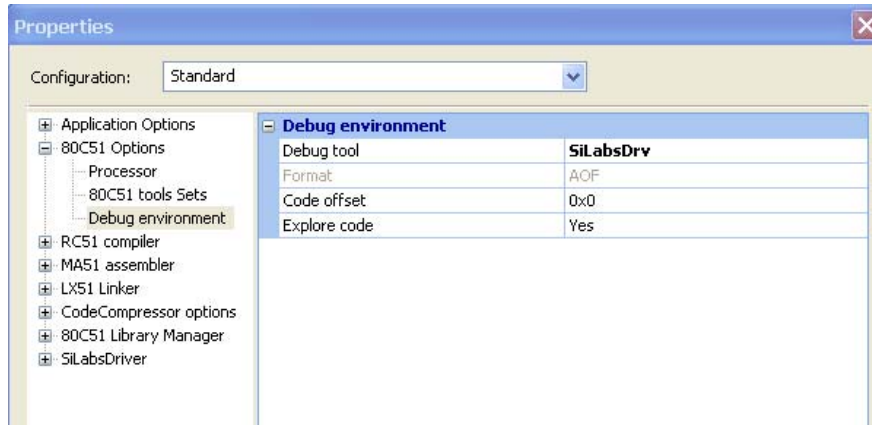 Properties
Configuration: Standard
Application Options
80C51 Options
Processor
80C51 tools Sets
Debug environment
RC51 compiler
MA51 assembler
LX51 Linker
CodeCompressor options
80C51 Library Manager
SiLabsDriver
Debug environment
Debug tool SiLabsDrv
Format AOF
Code offset 0x0
Explore code Yes